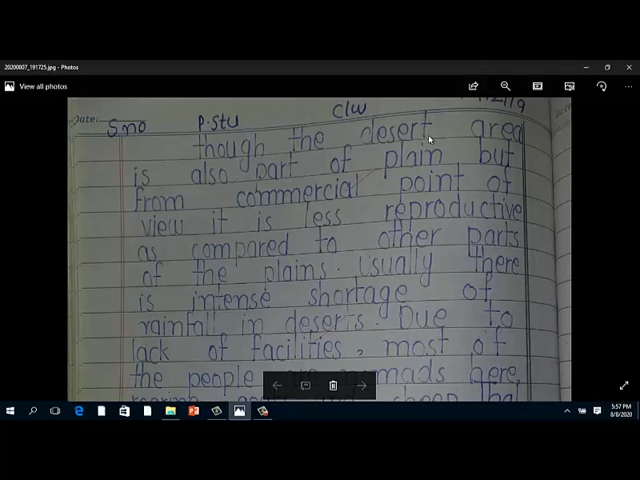 20200807_191725.jpg - Photos
View all photos
Date:
S no P.Stu C/W
though the desert area
is also part of plain but
from commercial point of
view it is less reproductive
as compared to other parts
of the plains. Usually there
is intense shortage of
rainfall in deserts. Due to
lack of facilities, most of
the people are nomads here,
5:57 PM
8/8/2020